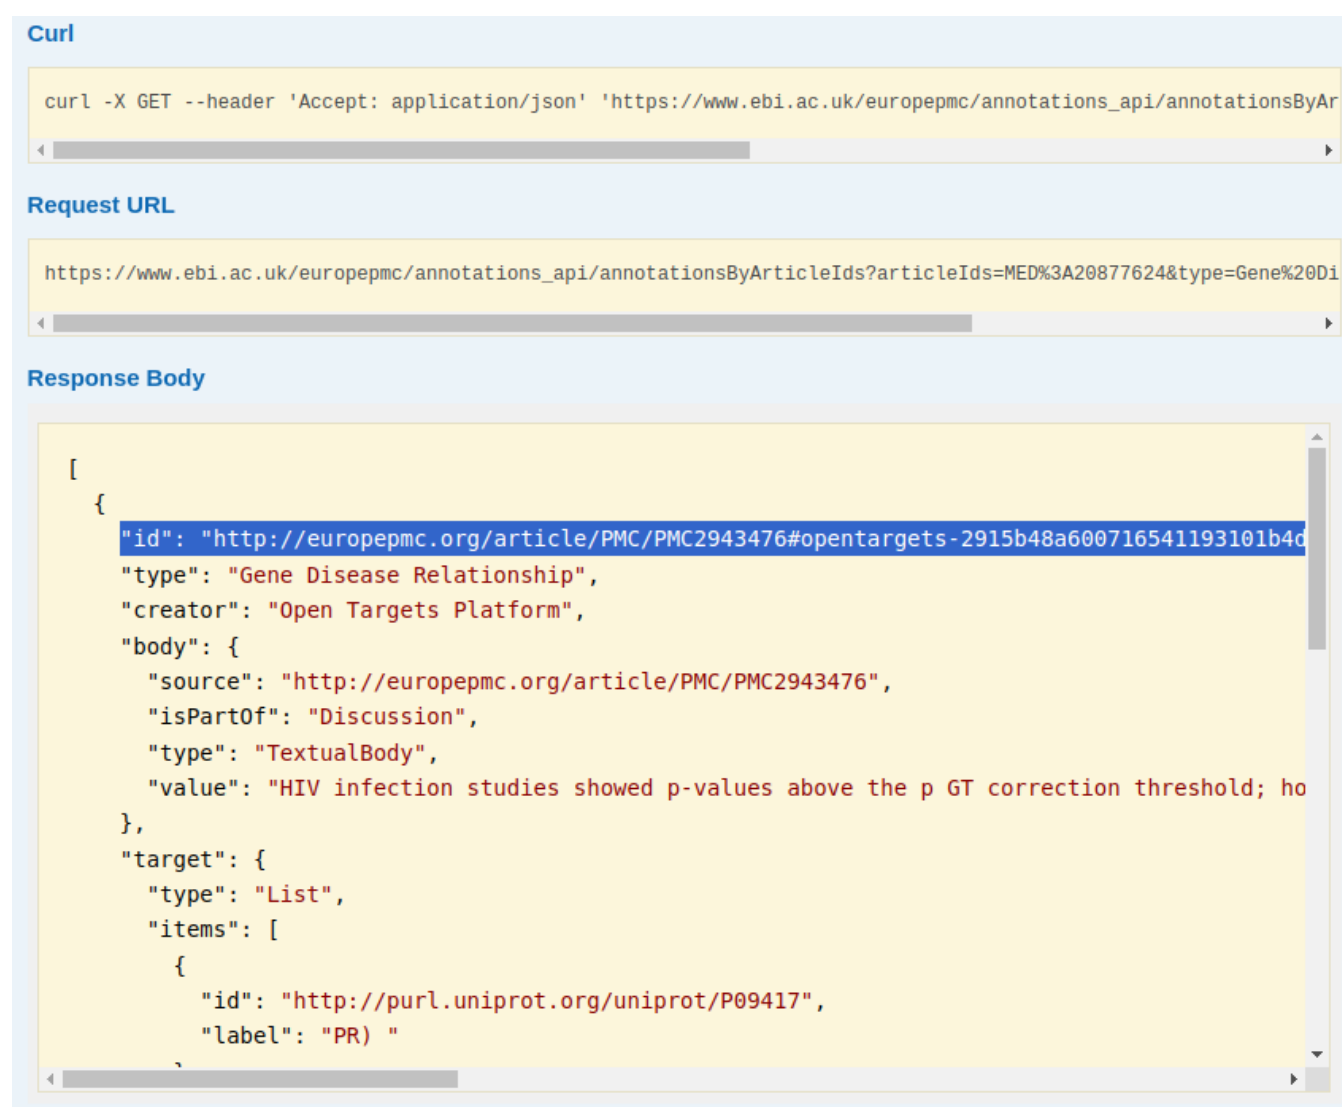 Curl
curl -X GET --header 'Accept: application/json' 'https://www.ebi.ac.uk/europepmc/annotations_api/annotationsByAr
Request URL
https://www.ebi.ac.uk/europepmc/annotations_api/annotationsByArticleIds?articleIds=MED%3A20877624&type=Gene%20Di
Response Body
[
{
"id": "http://europepmc.org/article/PMC/PMC2943476#opentargets-2915b48a600716541193101b4d
"type": "Gene Disease Relationship",
"creator": "Open Targets Platform",
"body": {
"source": "http://europepmc.org/article/PMC/PMC2943476",
"isPartOf": "Discussion",
"type": "TextualBody",
"value": "HIV infection studies showed p-values above the p GT correction threshold; ho
},
"target": {
"type": "List",
"items": [
{
"id": "http://purl.uniprot.org/uniprot/P09417",
"label": "PR) "